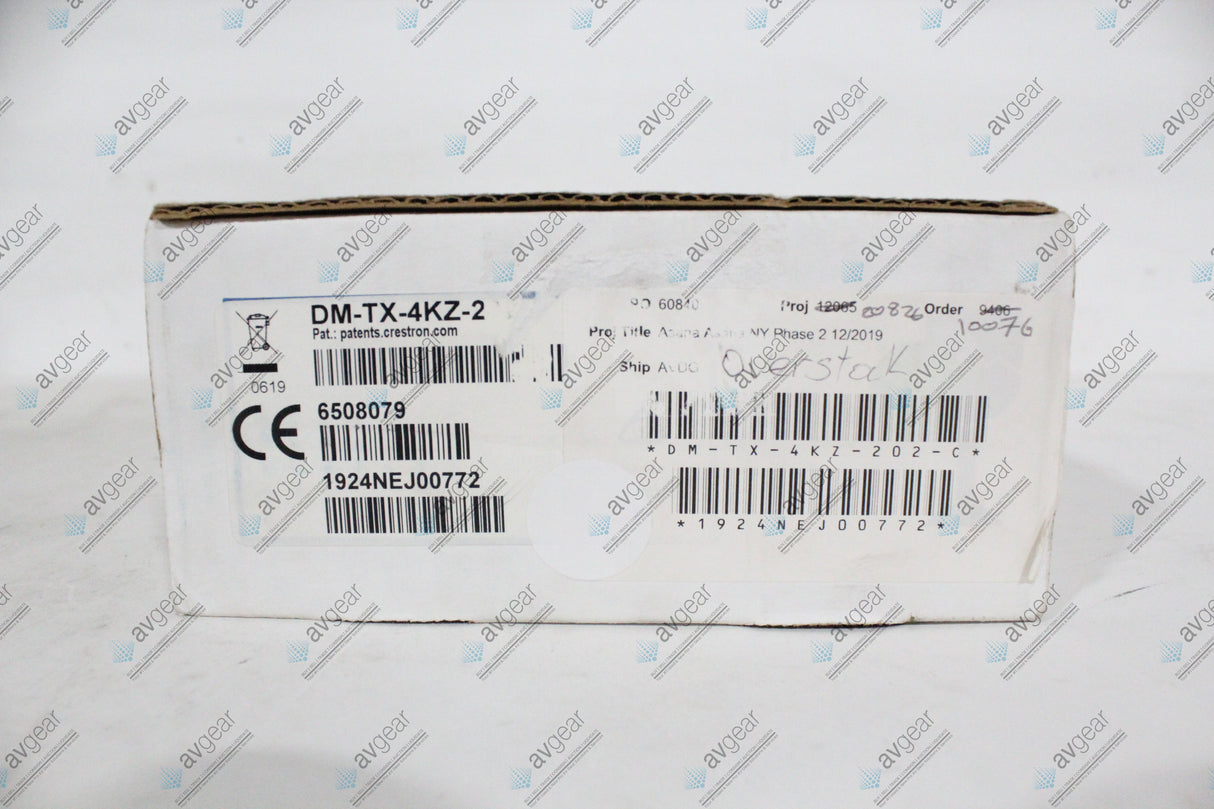 DM-TX-4KZ-2
Pat.: patents.crestron.com
0619
CE
6508079
1924NEJ00772
60840
Proj 12065 00826 Order 9406
10076
Title NY Phase 2 12/2019
Ship AVDG Overstock
*DM-TX-4KZ-202-C*
*1924NEJ00772*
avgear